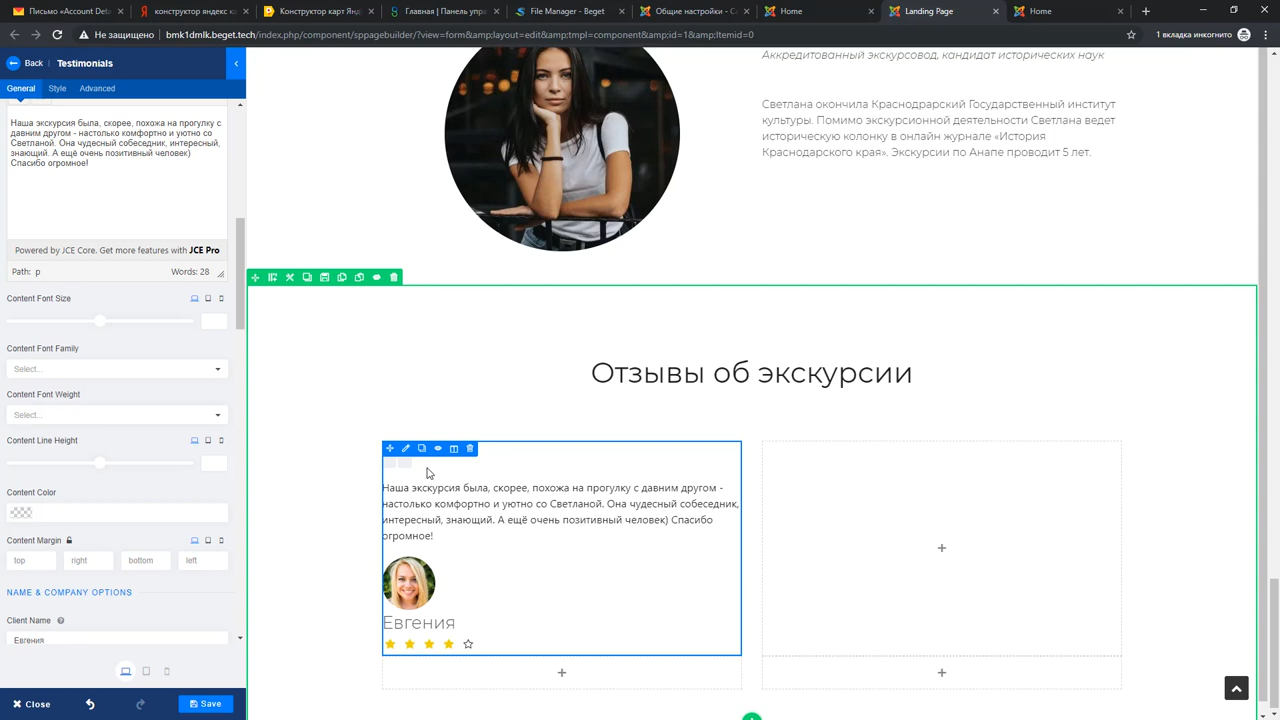 Письмо «Account Deta
конструктор яндекс ка
Конструктор карт Янд
Евгланой | Панель упра
File Manager - Beget
Общие настройки - Си
Home
Landing Page
Home
Не защищено
bmk1dmlk.beget.tech/index.php/component/sppagebuilder/?view=form&amp;layout=edit&amp;tmpl=component&amp;id=1&amp;Itemid=0
1 вкладка инкогнито
Back
Testimonials
General
Style
Advanced
Наша экскурсия была, скорее, похожа на прогулку с
давним другом - настолько комфортно и уютно со
Светланой. Она чудесный собеседник, интересный,
знающий. А ещё очень позитивный человек)
Спасибо огромное!
Powered by JCE Core. Get more features with JCE Pro
Path: p
Words: 28
Content Font Size
Content Font Family
Select...
Content Font Weight
Select...
Content Line Height
Content Color
Content Margin
top
right
bottom
left
NAME & COMPANY OPTIONS
Client Name
Евгения
Close
Save
Аккредитованный экскурсовод, кандидат исторических наук
Светлана окончила Краснодрарский Государственный институт
культуры. Помимо экскурсионной деятельности Светлана ведет
историческую колонку в онлайн журнале «История
Краснодарского края». Экскурсии по Анапе проводит 5 лет.
Отзывы об экскурсии
Наша экскурсия была, скорее, похожа на прогулку с давним другом -
настолько комфортно и уютно со Светланой. Она чудесный собеседник,
интересный, знающий. А ещё очень позитивный человек) Спасибо
огромное!
Евгения